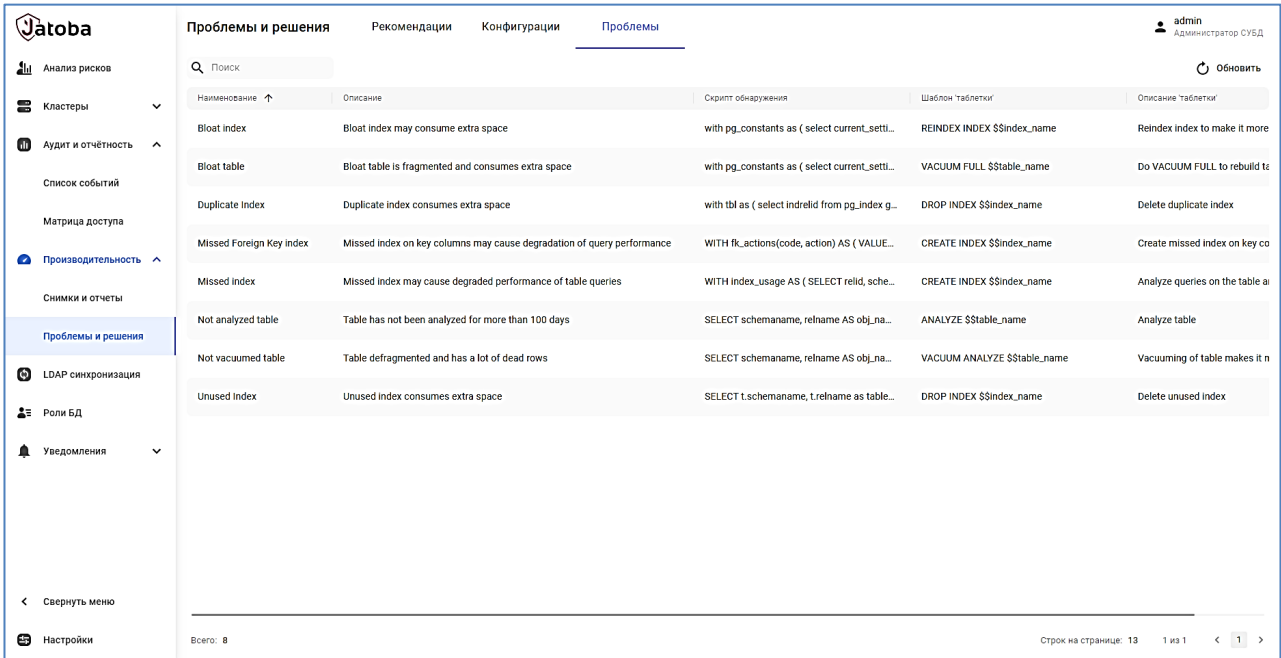 Jatoba
Проблемы и решения Рекомендации Конфигурации Проблемы
admin
Администратор СУБД
Анализ рисков
Кластеры
Аудит и отчётность
Список событий
Матрица доступа
Производительность
Снимки и отчеты
Проблемы и решения
LDAP синхронизация
Роли БД
Уведомления
Свернуть меню
Настройки
Поиск
Обновить
Наименование Описание Скрипт обнаружения Шаблон 'таблетки' Описание 'таблетки'
Bloat index Bloat index may consume extra space with pg_constants as ( select current_setti... REINDEX INDEX $$index_name Reindex index to make it more
Bloat table Bloat table is fragmented and consumes extra space with pg_constants as ( select current_setti... VACUUM FULL $$table_name Do VACUUM FULL to rebuild ta
Duplicate Index Duplicate index consumes extra space with tbl as ( select indrelid from pg_index g... DROP INDEX $$index_name Delete duplicate index
Missed Foreign Key index Missed index on key columns may cause degradation of query performance WITH fk_actions(code, action) AS ( VALUE... CREATE INDEX $$index_name Create missed index on key co
Missed index Missed index may cause degraded performance of table queries WITH index_usage AS ( SELECT relid, sche... CREATE INDEX $$index_name Analyze queries on the table a
Not analyzed table Table has not been analyzed for more than 100 days SELECT schemaname, relname AS obj_na... ANALYZE $$table_name Analyze table
Not vacuumed table Table defragmented and has a lot of dead rows SELECT schemaname, relname AS obj_na... VACUUM ANALYZE $$table_name Vacuuming of table makes it
Unused Index Unused index consumes extra space SELECT t.schemaname, t.relname as table... DROP INDEX $$index_name Delete unused index
Всего: 8 Строк на странице: 13 1 из 1 1